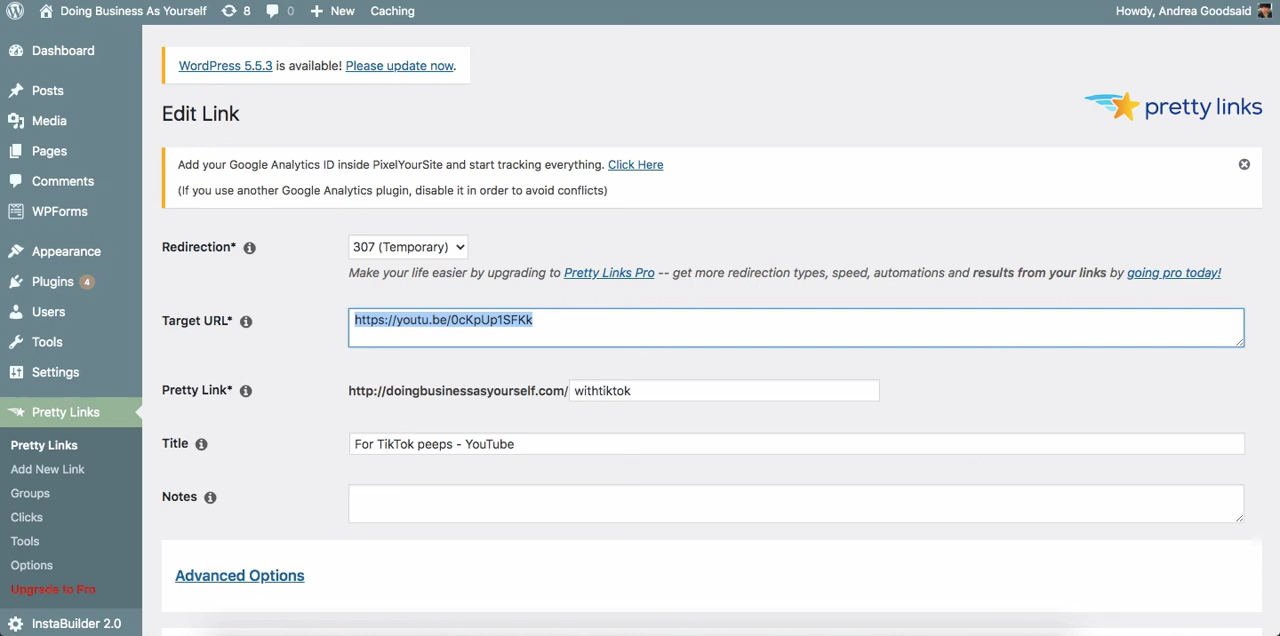 Doing Business As Yourself 8 0 New Caching Howdy, Andrea Goodsaid
Dashboard
Posts
Media
Pages
Comments
WPForms
Appearance
Plugins 4
Users
Tools
Settings
Pretty Links
Pretty Links
Add New Link
Groups
Clicks
Tools
Options
Upgrade to Pro
InstaBuilder 2.0
WordPress 5.5.3 is available! Please update now.
Edit Link
pretty links
Add your Google Analytics ID inside PixelYourSite and start tracking everything. Click Here
(If you use another Google Analytics plugin, disable it in order to avoid conflicts)
Redirection* 307 (Temporary)
Make your life easier by upgrading to Pretty Links Pro -- get more redirection types, speed, automations and results from your links by going pro today!
Target URL* https://youtu.be/0cKpUp1SFKk
Pretty Link* http://doingbusinessasyourself.com/ withtiktok
Title For TikTok peeps - YouTube
Notes
Advanced Options